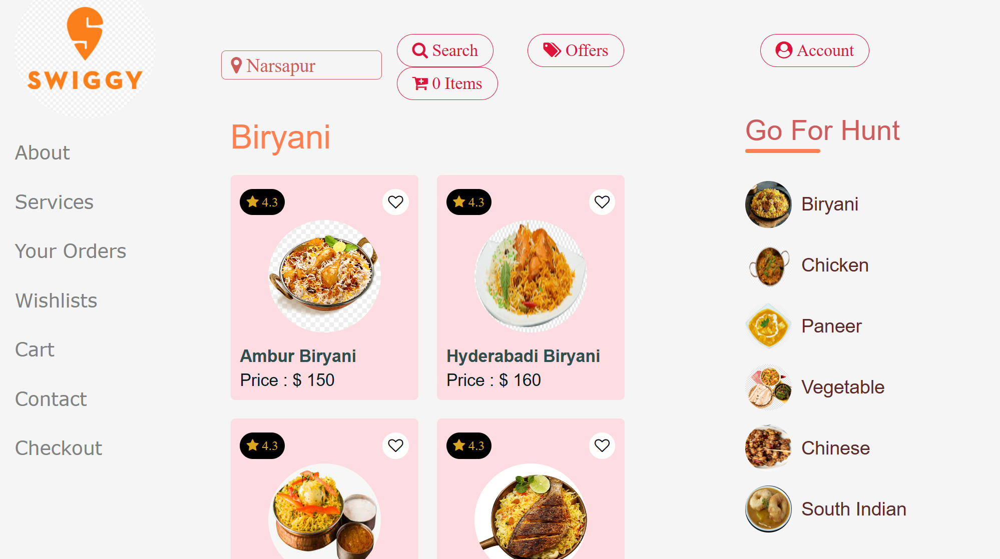 SWIGGY
Narsapur
Search
Offers
0 Items
Account
About
Services
Your Orders
Wishlists
Cart
Contact
Checkout
Biryani
4.3
Ambur Biryani
Price : $ 150
4.3
Hyderabadi Biryani
Price : $ 160
4.3
4.3
Go For Hunt
Biryani
Chicken
Paneer
Vegetable
Chinese
South Indian